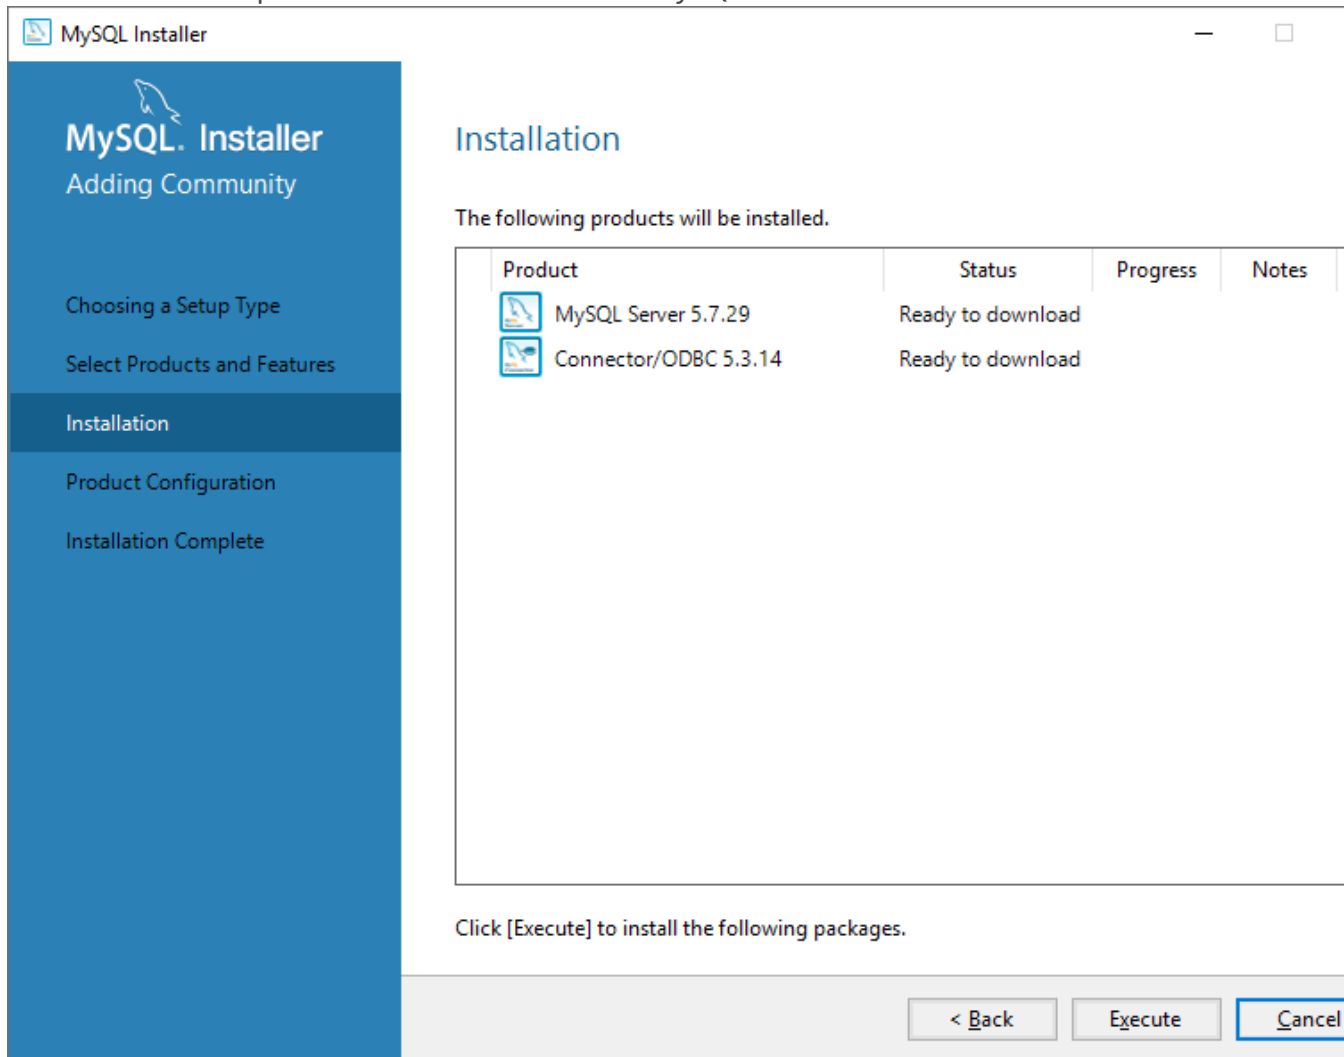 MySQL Installer
MySQL. Installer
Adding Community
Choosing a Setup Type
Select Products and Features
Installation
Product Configuration
Installation Complete
Installation
The following products will be installed.
Product Status Progress Notes
MySQL Server 5.7.29 Ready to download
Connector/ODBC 5.3.14 Ready to download
Click [Execute] to install the following packages.
< Back Execute Cancel